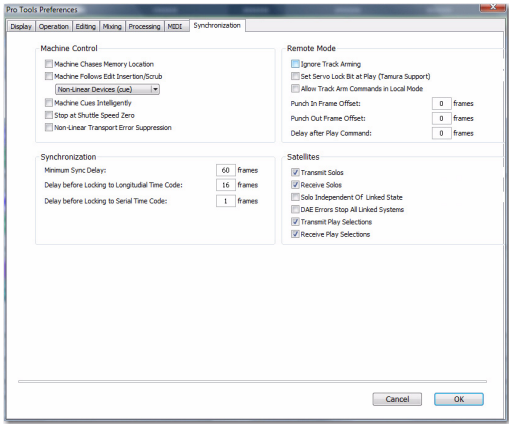 Pro Tools Preferences
Display Operation Editing Mixing Processing MIDI Synchronization
Machine Control
Machine Chases Memory Location
Machine Follows Edit Insertion/Scrub
Non-Linear Devices (cue)
Machine Cues Intelligently
Stop at Shuttle Speed Zero
Non-Linear Transport Error Suppression
Remote Mode
Ignore Track Arming
Set Servo Lock Bit at Play (Tamura Support)
Allow Track Arm Commands in Local Mode
Punch In Frame Offset: 0 frames
Punch Out Frame Offset: 0 frames
Delay after Play Command: 0 frames
Synchronization
Minimum Sync Delay: 60 frames
Delay before Locking to Longitudial Time Code: 16 frames
Delay before Locking to Serial Time Code: 1 frames
Satellites
Transmit Solos
Receive Solos
Solo Independent Of Linked State
DAE Errors Stop All Linked Systems
Transmit Play Selections
Receive Play Selections
Cancel OK